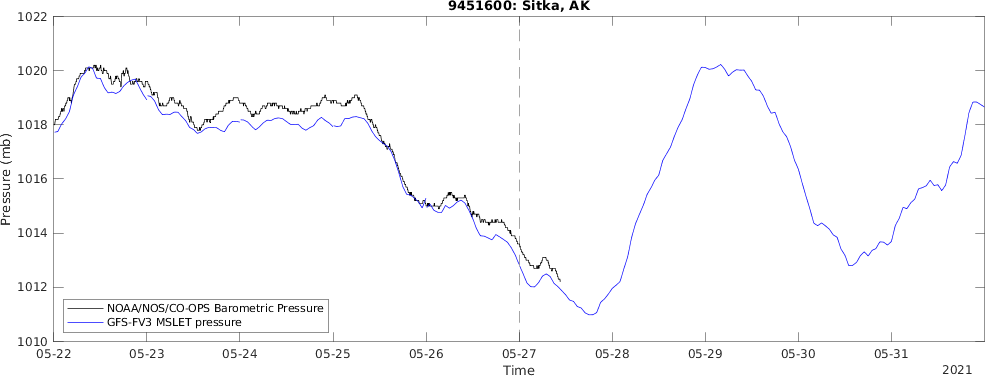 9451600: Sitka, AK
Pressure (mb)
1022
1020
1018
1016
1014
1012
1010
NOAA/NOS/CO-OPS Barometric Pressure
GFS-FV3 MSLET pressure
05-22 05-23 05-24 05-25 05-26 05-27 05-28 05-29 05-30 05-31
Time
2021